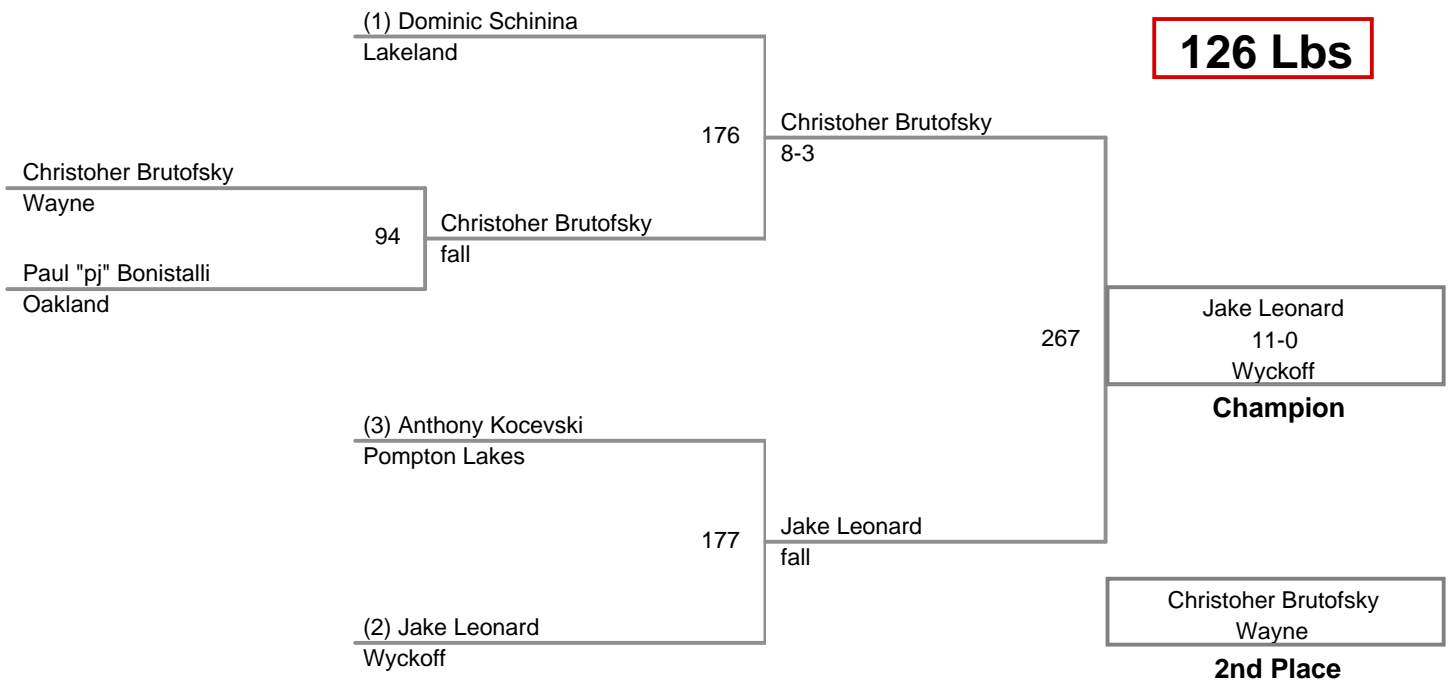 (1) Dominic Schinina
Lakeland
126 Lbs
176
Christoher Brutofsky
8-3
Christoher Brutofsky
Wayne
94
Christoher Brutofsky
fall
Paul "pj" Bonistalli
Oakland
267
Jake Leonard
11-0
Wyckoff
Champion
(3) Anthony Kocevski
Pompton Lakes
177
Jake Leonard
fall
(2) Jake Leonard
Wyckoff
Christoher Brutofsky
Wayne
2nd Place